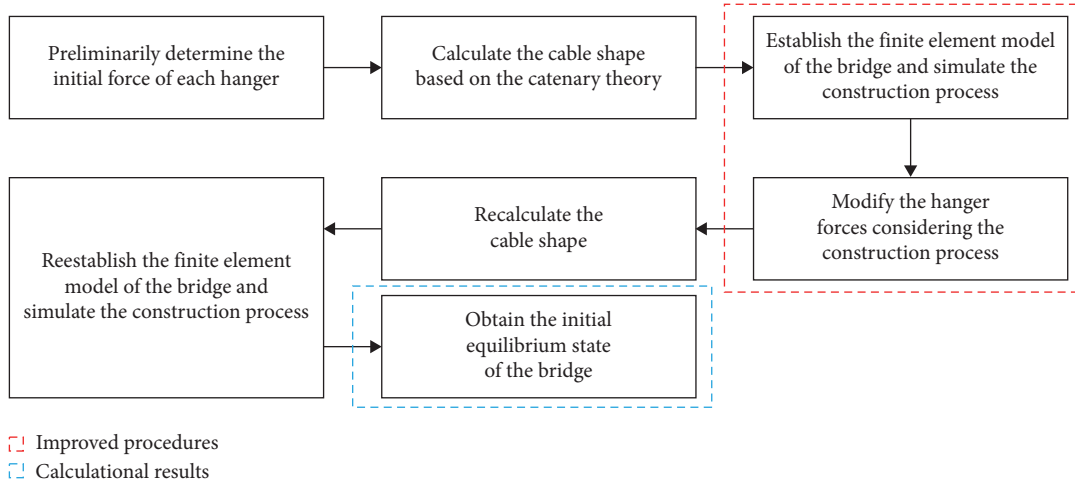 Preliminarily determine the
initial force of each hanger
Calculate the cable shape
based on the catenary theory
Establish the finite element model
of the bridge and simulate the
construction process
Modify the hanger
forces considering the
construction process
Recalculate the
cable shape
Reestablish the finite element
model of the bridge and
simulate the construction process
Obtain the initial
equilibrium state
of the bridge
Improved procedures
Calculational results